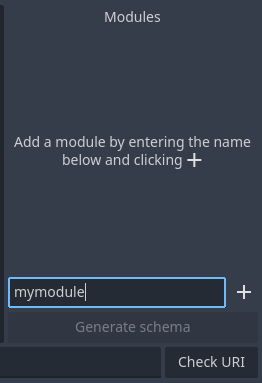 Modules
Add a module by entering the name
below and clicking +
mymodule
+
Generate schema
Check URI